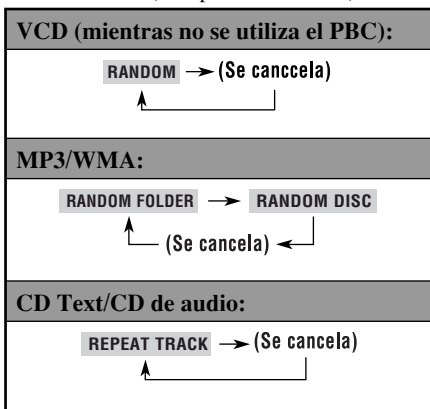 VCD (mientras no se utiliza el PBC):
RANDOM → (Se canccela)
MP3/WMA:
RANDOM FOLDER → RANDOM DISC
(Se cancela)
CD Text/CD de audio:
REPEAT TRACK → (Se cancela)